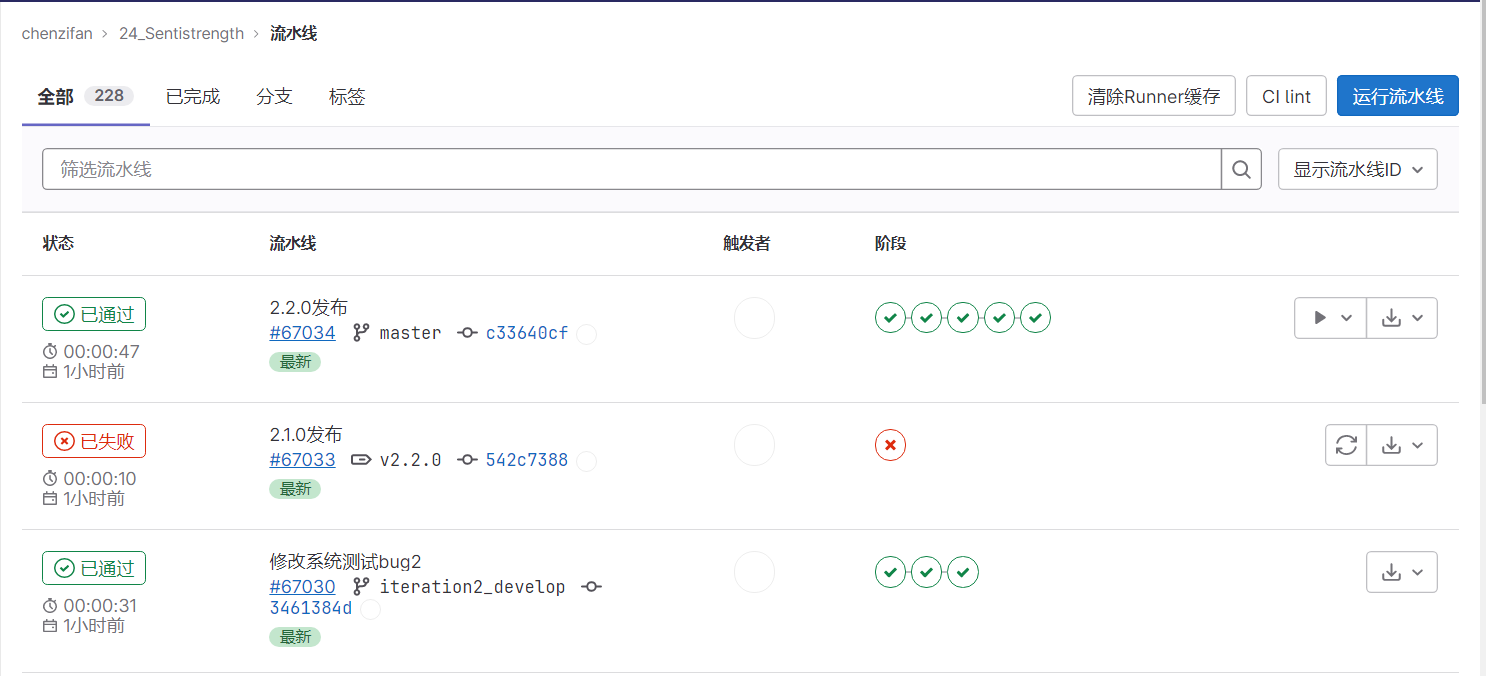 chenzifan › 24_Sentistrength › 流水线
全部 228 已完成 分支 标签 清除Runner缓存 CI lint 运行流水线
筛选流水线 显示流水线ID
状态 流水线 触发者 阶段
已通过 2.2.0发布
#67034 master c33640cf
00:00:47
最新
1小时前
已失败 2.1.0发布
#67033 v2.2.0 542c7388
00:00:10
最新
1小时前
已通过 修改系统测试bug2
#67030 iteration2_develop
00:00:31 3461384d
1小时前
最新